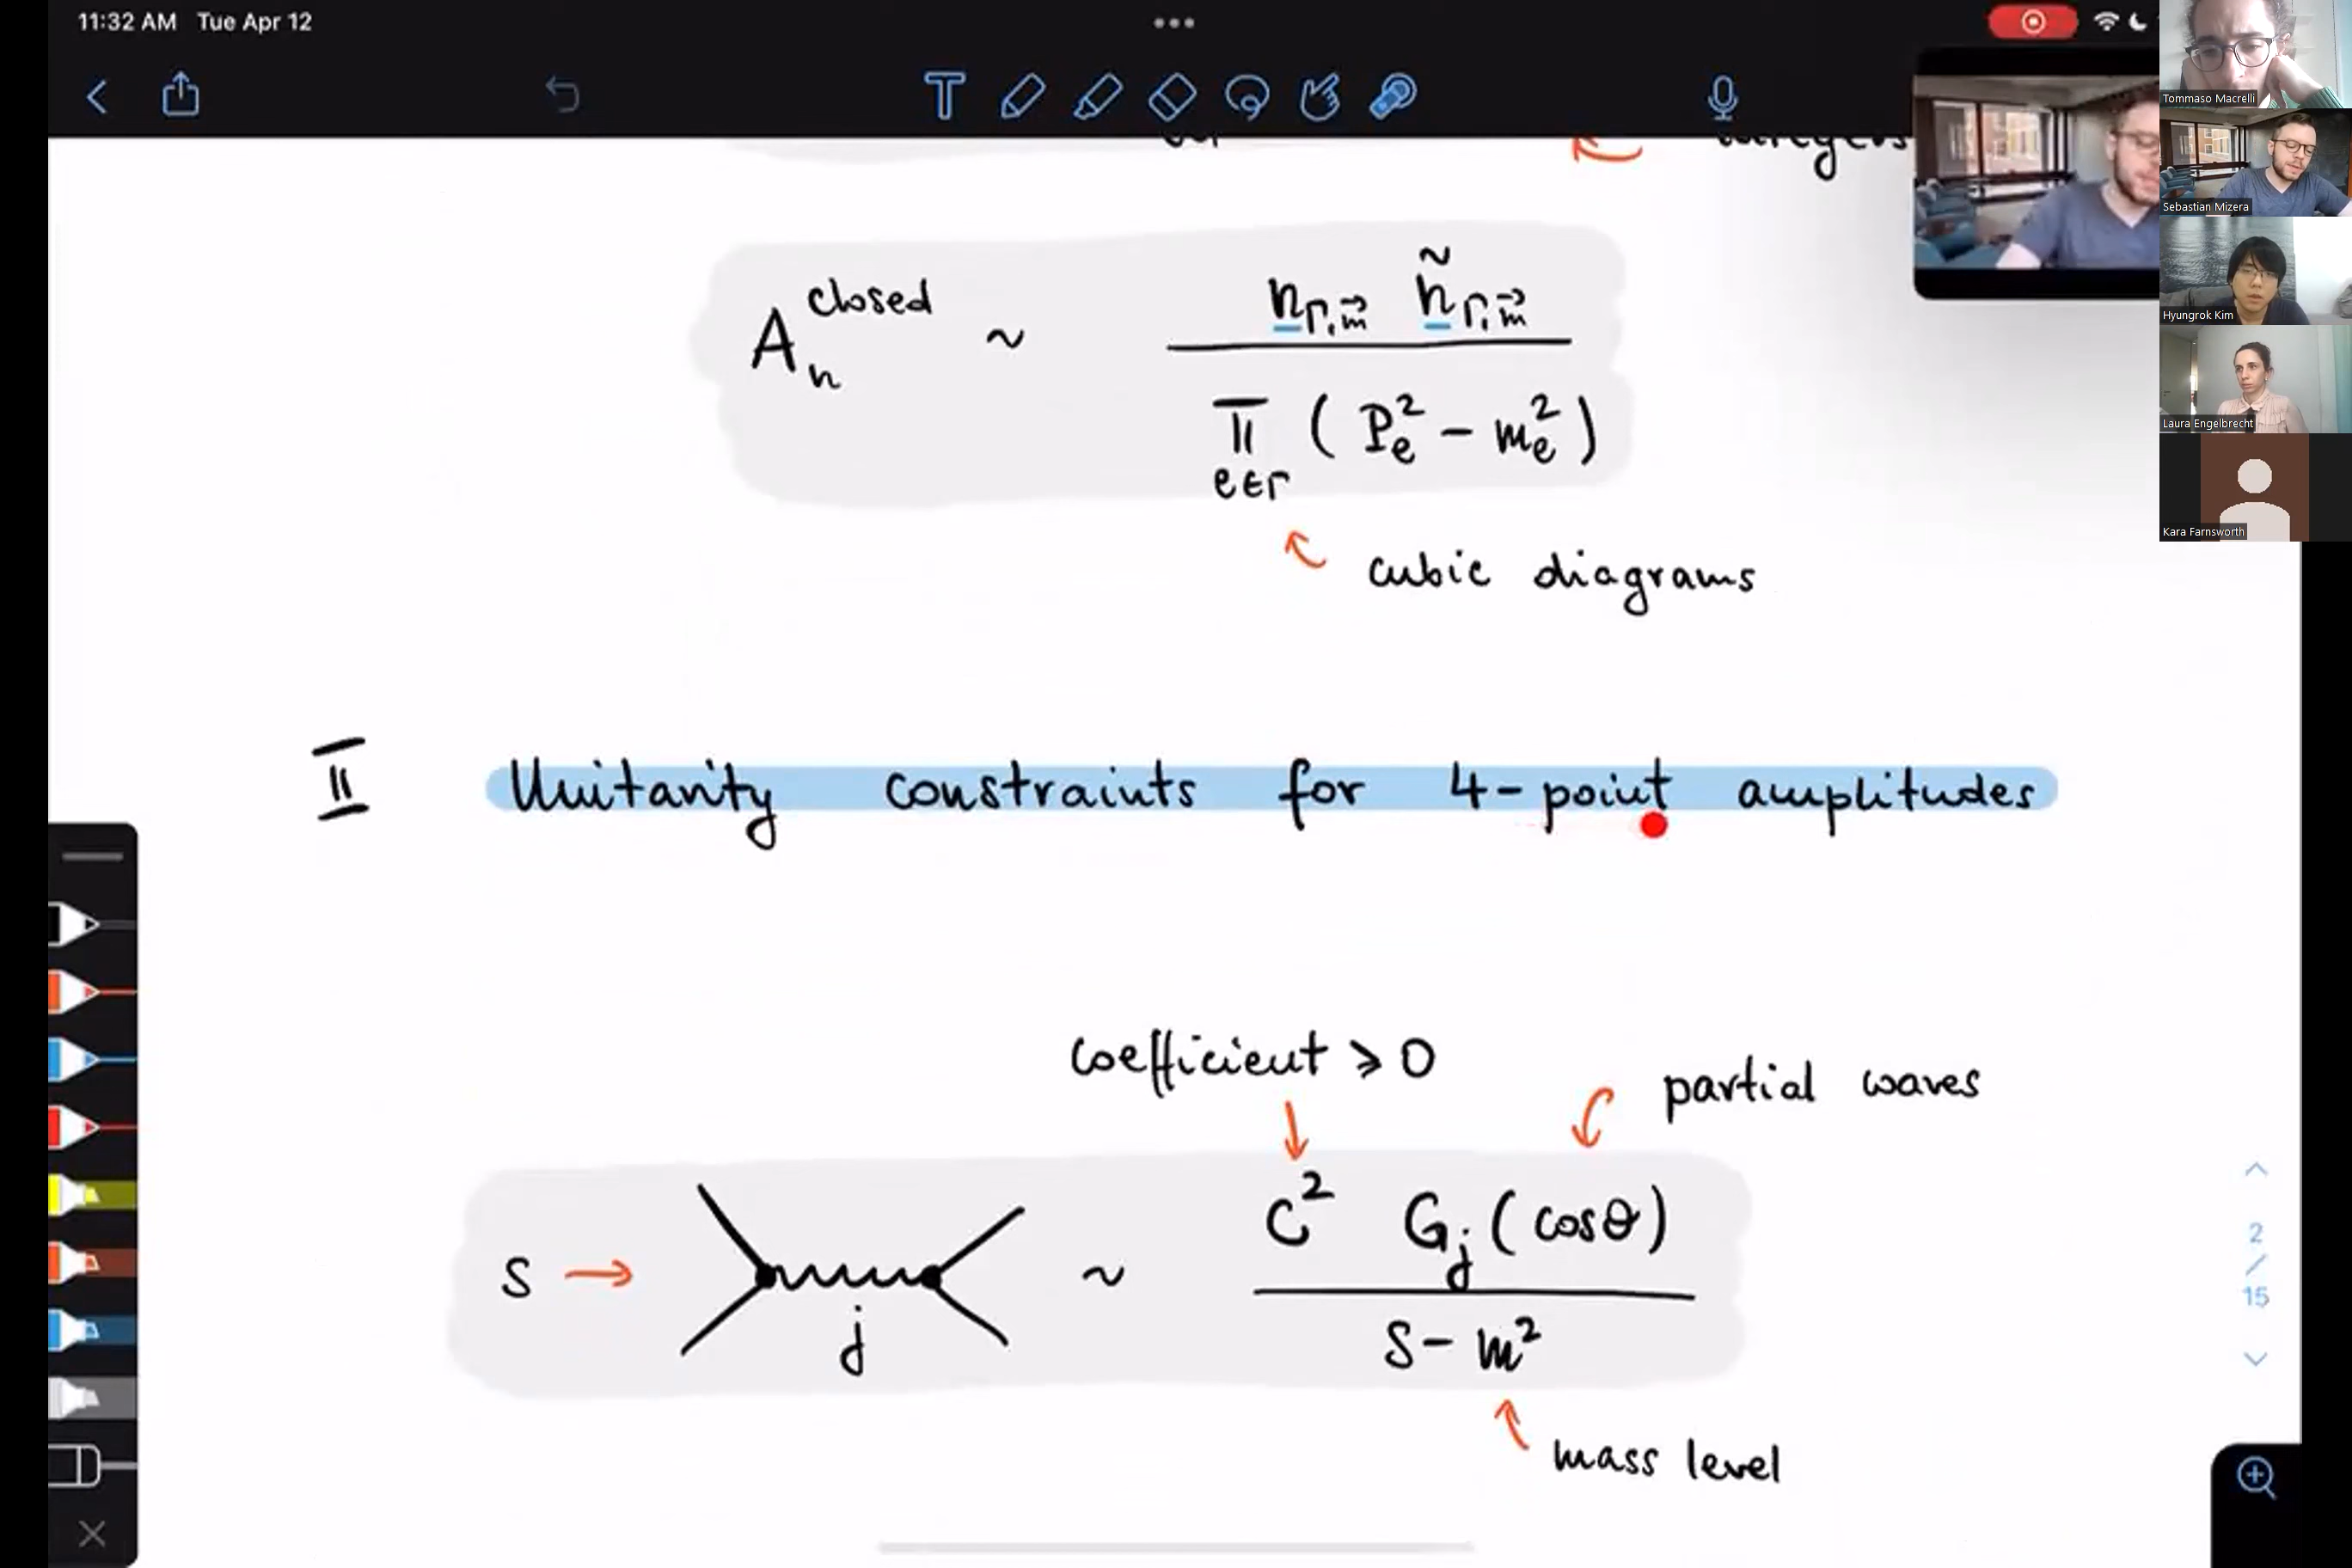 11:32 AM Tue Apr 12
integers
A_n^{closed} ~ n_{Γ,m⃗} ñ_{Γ,m⃗} / ∏_{e∈Γ} (P_e^2 - m_e^2)
cubic diagrams
II Unitarity constraints for 4-point amplitudes
coefficient ⩾ 0
partial waves
S → j ~ C^2 G_j (cosθ) / S - m^2
mass level
2
/
15
T
Tommaso Macrelli
Sebastian Mizera
Hyungrok Kim
Laura Engelbrecht
Kara Farnsworth